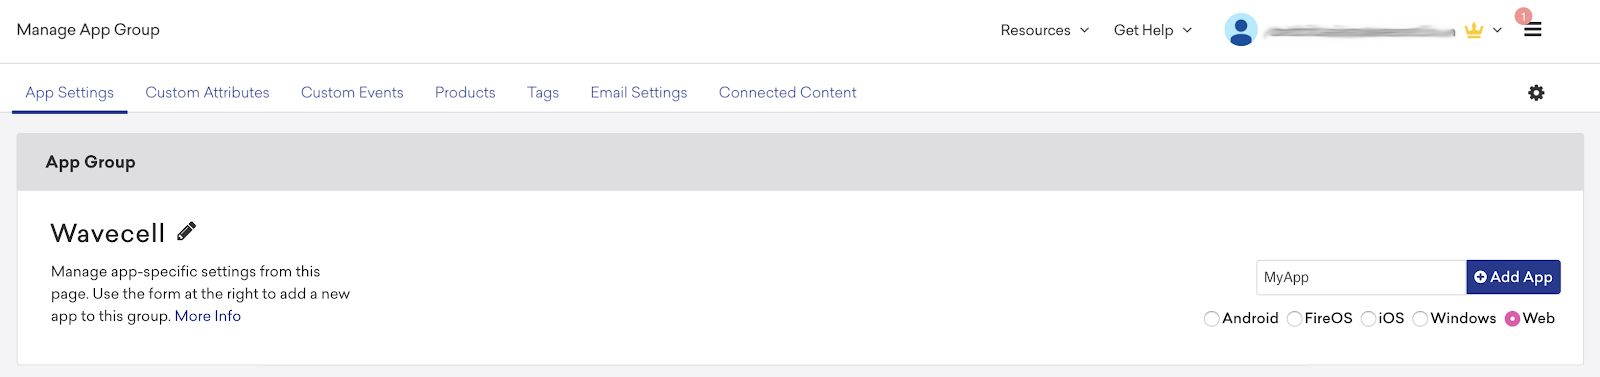 Manage App Group
Resources
Get Help
1
App Settings
Custom Attributes
Custom Events
Products
Tags
Email Settings
Connected Content
App Group
Wavecell
Manage app-specific settings from this
page. Use the form at the right to add a new
app to this group. More Info
MyApp
Add App
Android FireOS iOS Windows Web